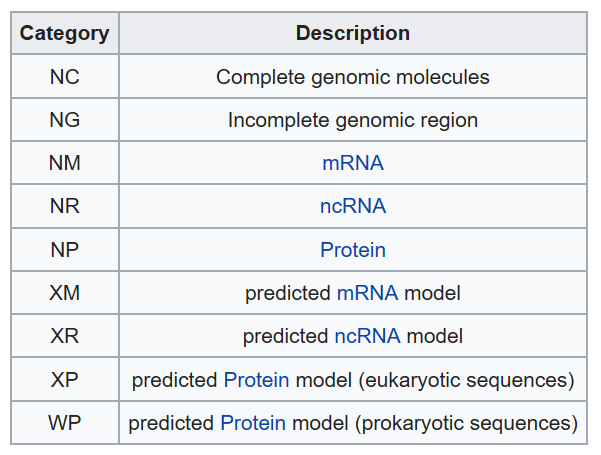 Category Description
NC Complete genomic molecules
NG Incomplete genomic region
NM mRNA
NR ncRNA
NP Protein
XM predicted mRNA model
XR predicted ncRNA model
XP predicted Protein model (eukaryotic sequences)
WP predicted Protein model (prokaryotic sequences)